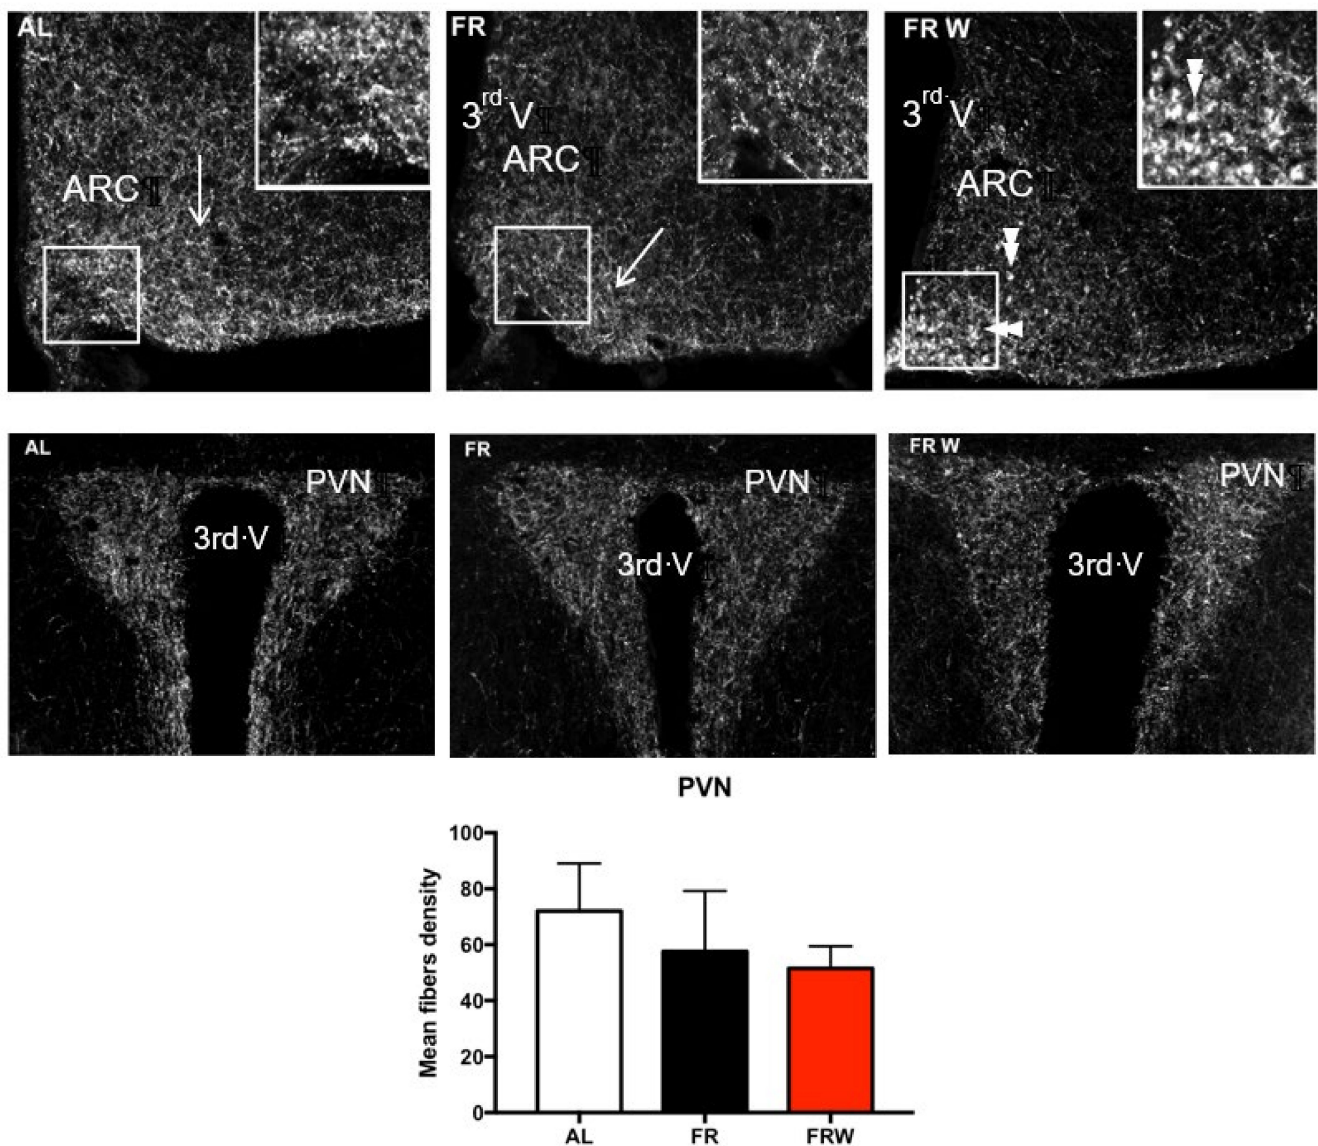 AL
ARC¶
FR
3rd·V¶
ARC¶
FR W
3rd·V¶
ARC¶
AL
PVN¶
3rd·V
FR
PVN¶
3rd·V¶
FR W
PVN¶
3rd·V
PVN
Mean fibers density
100
80
60
40
20
0
AL
FR
FRW